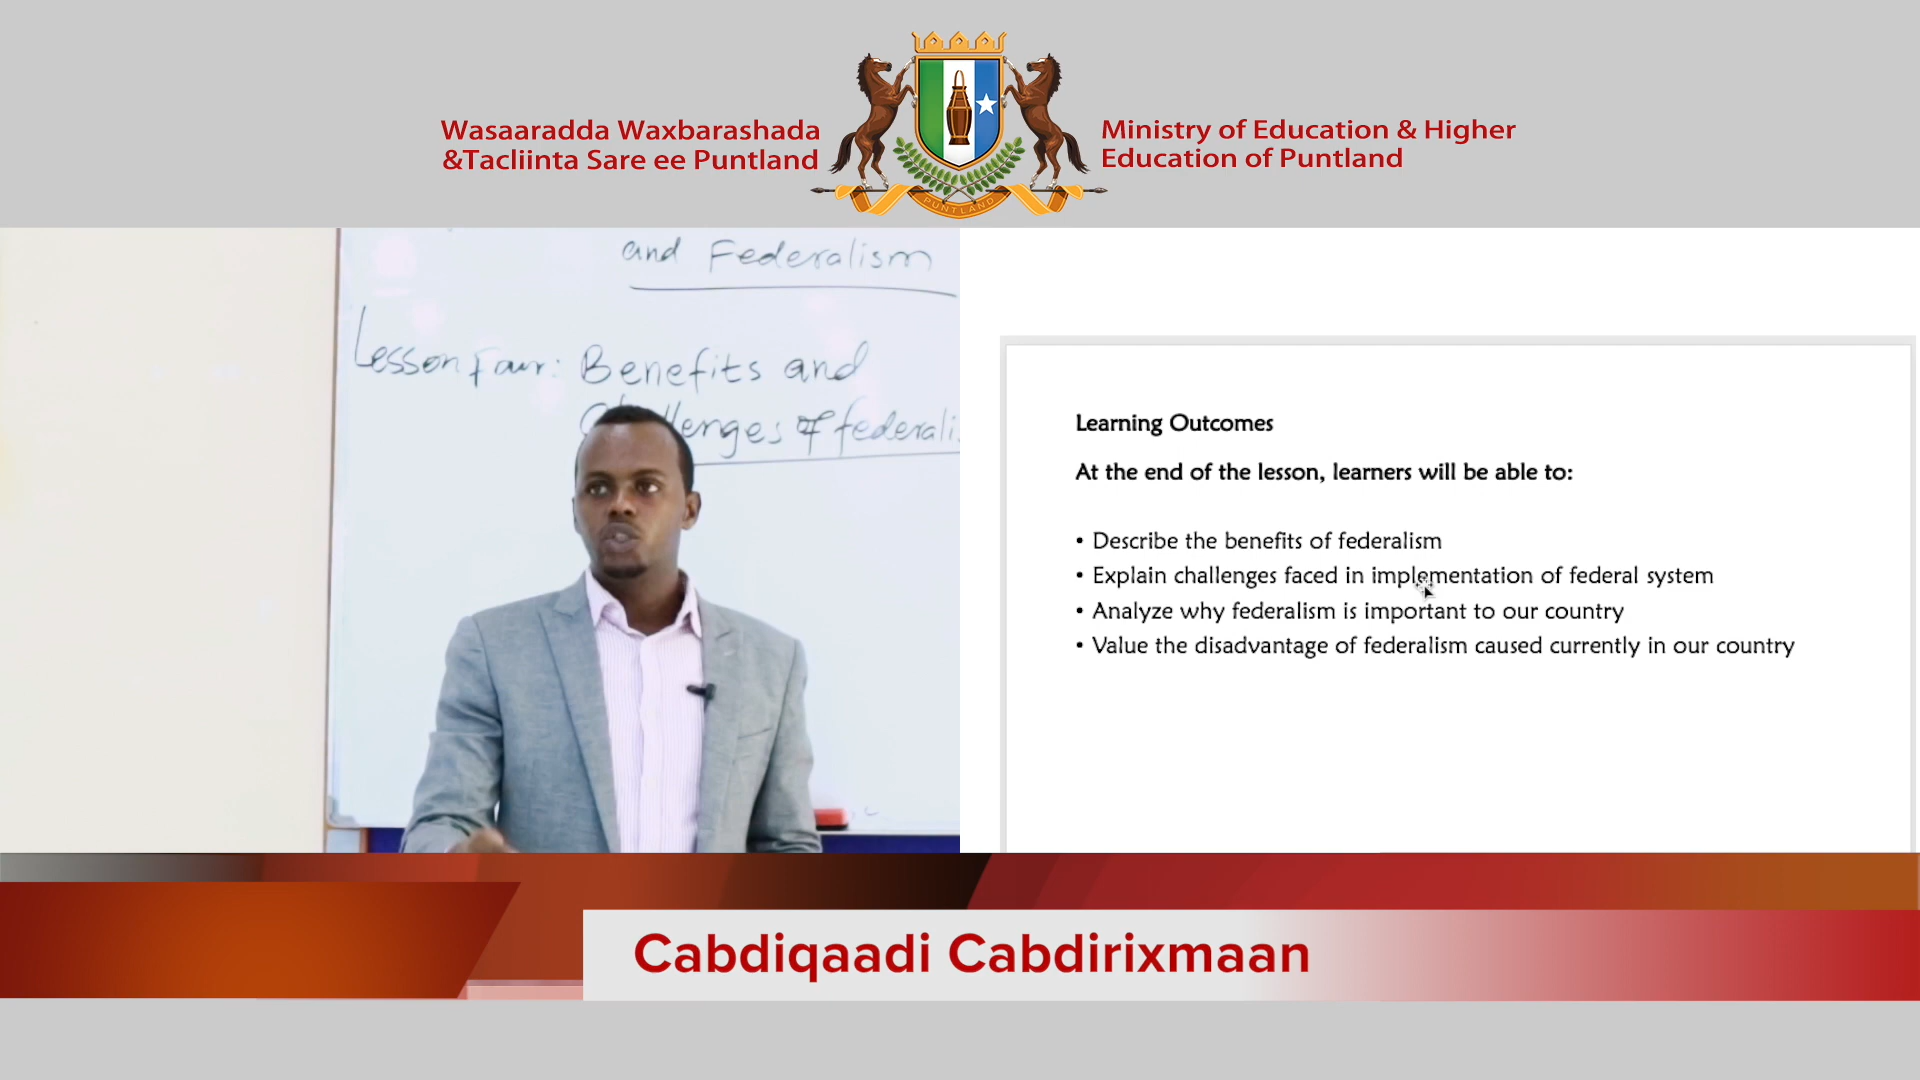 Wasaaradda Waxbarashada
&Tacliinta Sare ee Puntland
PUNTLAND
Ministry of Education & Higher
Education of Puntland
and Federalism
Lesson Four: Benefits and
of federalis
Learning Outcomes
At the end of the lesson, learners will be able to:
• Describe the benefits of federalism
• Explain challenges faced in implementation of federal system
• Analyze why federalism is important to our country
• Value the disadvantage of federalism caused currently in our country
Cabdiqaadi Cabdirixmaan